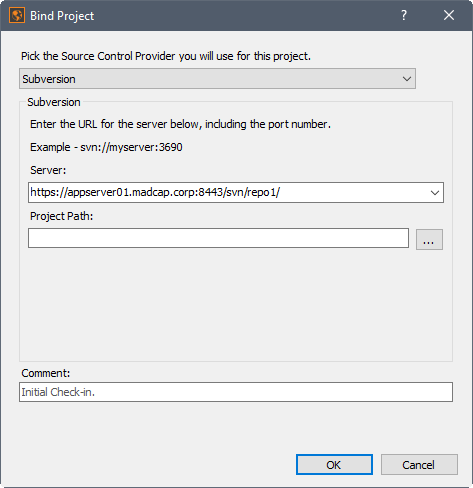 Bind Project
?
Pick the Source Control Provider you will use for this project.
Subversion
Subversion
Enter the URL for the server below, including the port number.
Example - svn://myserver:3690
Server:
https://appserver01.madcap.corp:8443/svn/repo1/
Project Path:
...
Comment:
Initial Check-in.
OK
Cancel